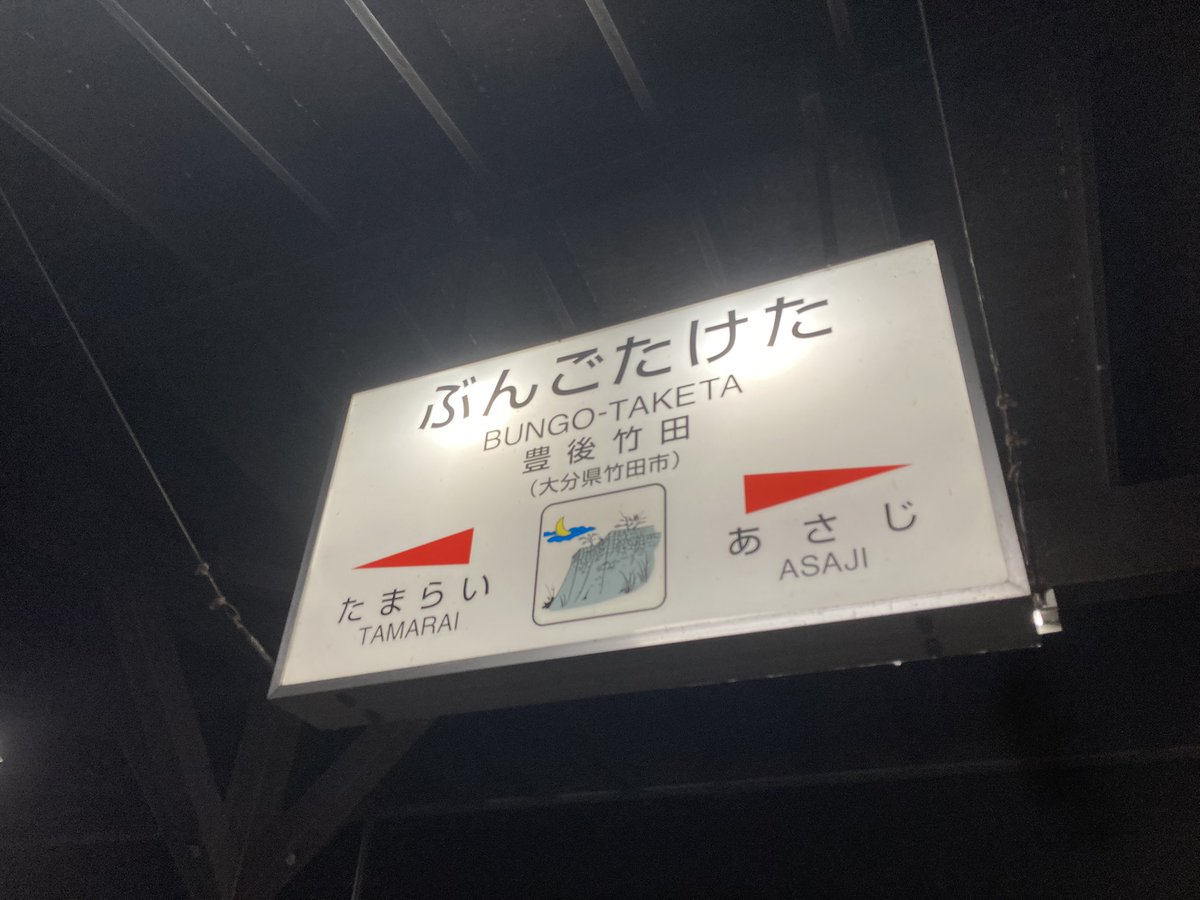 ぶんごたけた
BUNGO-TAKETA
豊後竹田
(大分県竹田市)
たまらい
TAMARAI
あさじ
ASAJI